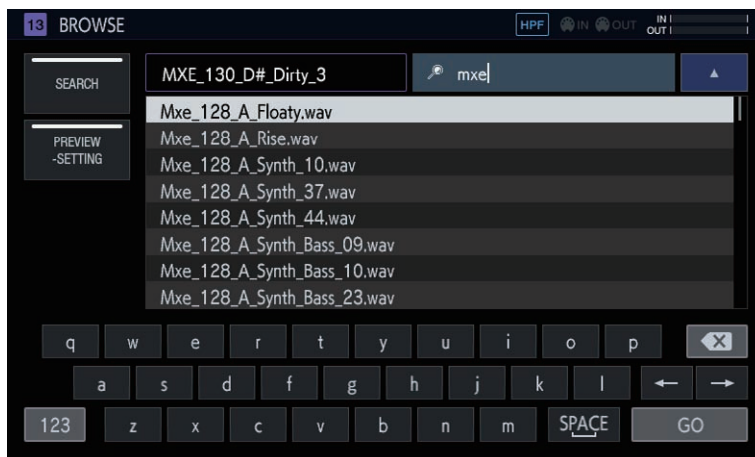 13 BROWSE HPF IN OUT IN OUT
SEARCH MXE_130_D#_Dirty_3 mxe
Mxe_128_A_Floaty.wav
PREVIEW
-SETTING
Mxe_128_A_Rise.wav
Mxe_128_A_Synth_10.wav
Mxe_128_A_Synth_37.wav
Mxe_128_A_Synth_44.wav
Mxe_128_A_Synth_Bass_09.wav
Mxe_128_A_Synth_Bass_10.wav
Mxe_128_A_Synth_Bass_23.wav
q w e r t y u i o p
a s d f g h j k l ← →
123 z x c v b n m SPACE GO